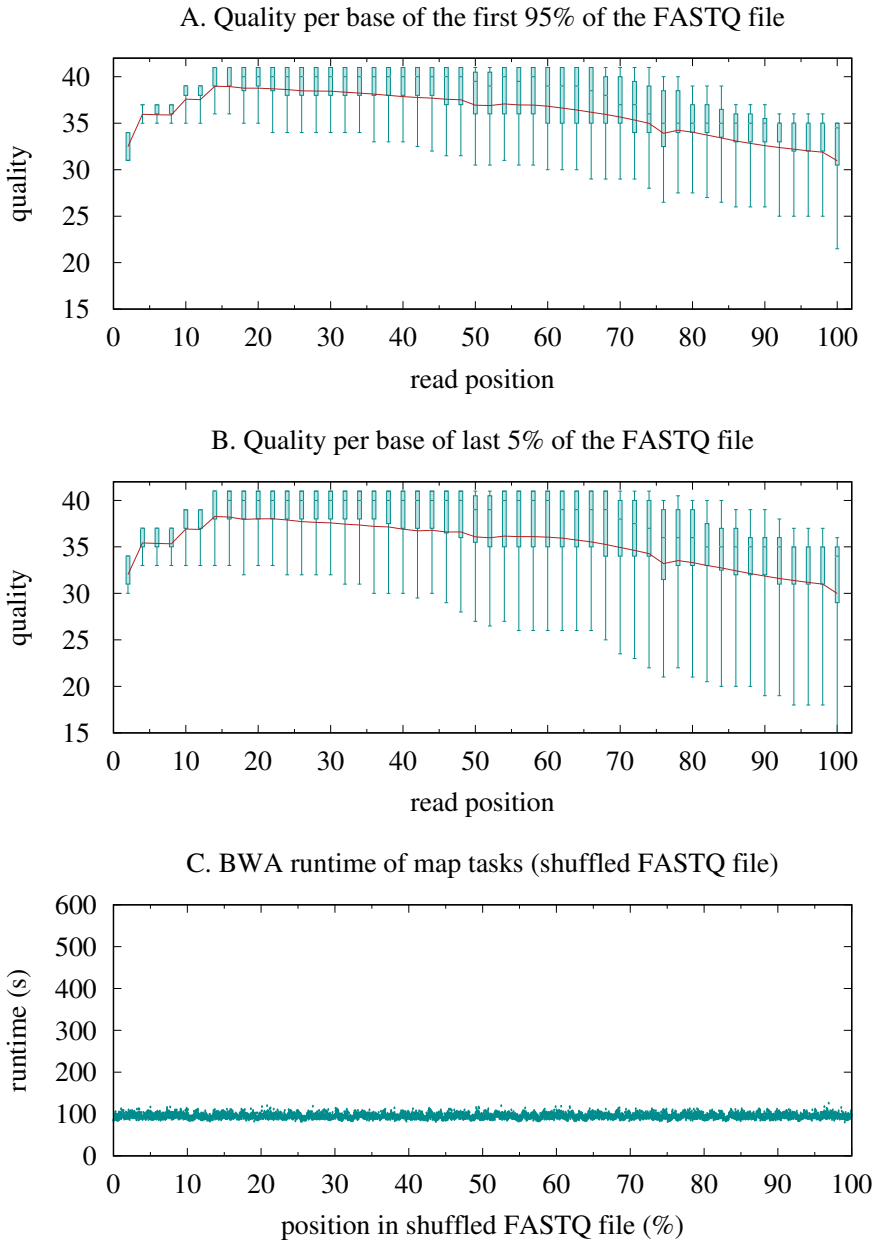 A. Quality per base of the first 95% of the FASTQ file
40
35
30
25
20
15
quality
0 10 20 30 40 50 60 70 80 90 100
read position
B. Quality per base of last 5% of the FASTQ file
40
35
30
25
20
15
quality
0 10 20 30 40 50 60 70 80 90 100
read position
C. BWA runtime of map tasks (shuffled FASTQ file)
600
500
400
300
200
100
0
runtime (s)
0 10 20 30 40 50 60 70 80 90 100
position in shuffled FASTQ file (%)